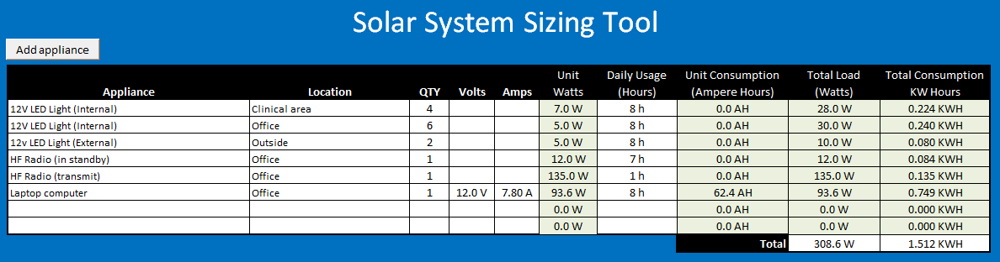 Solar System Sizing Tool
Add appliance
Unit Daily Usage Unit Consumption Total Load Total Consumption
Appliance Location QTY Volts Amps Watts (Hours) (Ampere Hours) (Watts) KW Hours
12V LED Light (Internal) Clinical area 4 7.0 W 8 h 0.0 AH 28.0 W 0.224 KWH
12V LED Light (Internal) Office 6 5.0 W 8 h 0.0 AH 30.0 W 0.240 KWH
12v LED Light (External) Outside 2 5.0 W 8 h 0.0 AH 10.0 W 0.080 KWH
HF Radio (in standby) Office 1 12.0 W 7 h 0.0 AH 12.0 W 0.084 KWH
HF Radio (transmit) Office 1 135.0 W 1 h 0.0 AH 135.0 W 0.135 KWH
Laptop computer Office 1 12.0 V 7.80 A 93.6 W 8 h 62.4 AH 93.6 W 0.749 KWH
0.0 W 0.0 AH 0.0 W 0.000 KWH
0.0 W 0.0 AH 0.0 W 0.000 KWH
Total 308.6 W 1.512 KWH